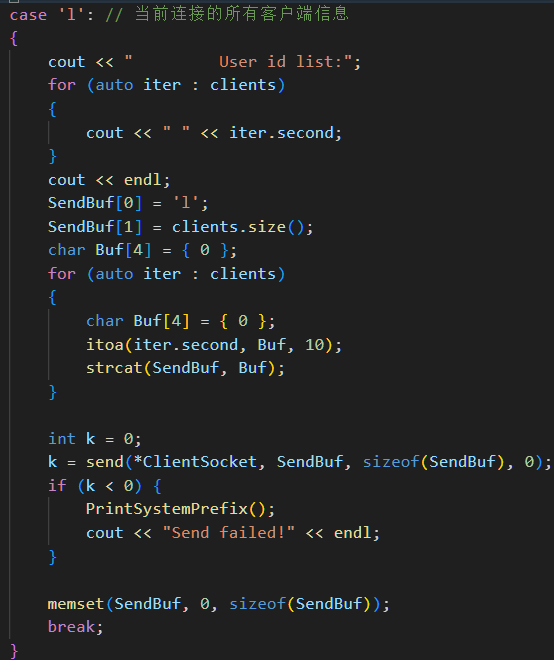 case 'l': // 当前连接的所有客户端信息
{
    cout << "        User id list:";
    for (auto iter : clients)
    {
        cout << " " << iter.second;
    }
    cout << endl;
    SendBuf[0] = 'l';
    SendBuf[1] = clients.size();
    char Buf[4] = { 0 };
    for (auto iter : clients)
    {
        char Buf[4] = { 0 };
        itoa(iter.second, Buf, 10);
        strcat(SendBuf, Buf);
    }

    int k = 0;
    k = send(*ClientSocket, SendBuf, sizeof(SendBuf), 0);
    if (k < 0) {
        PrintSystemPrefix();
        cout << "Send failed!" << endl;
    }

    memset(SendBuf, 0, sizeof(SendBuf));
    break;
}